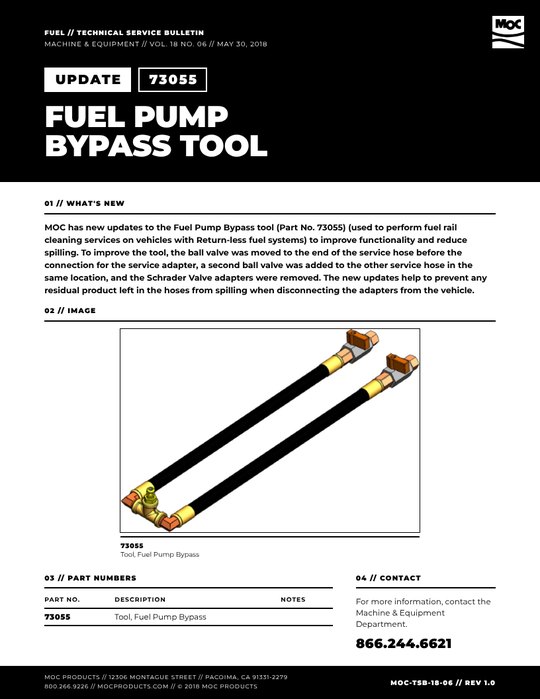 FUEL // TECHNICAL SERVICE BULLETIN
MACHINE & EQUIPMENT // VOL. 18 NO. 06 // MAY 30, 2018
MOC
UPDATE 73055
FUEL PUMP
BYPASS TOOL
01 // WHAT'S NEW
MOC has new updates to the Fuel Pump Bypass tool (Part No. 73055) (used to perform fuel rail
cleaning services on vehicles with Return-less fuel systems) to improve functionality and reduce
spilling. To improve the tool, the ball valve was moved to the end of the service hose before the
connection for the service adapter, a second ball valve was added to the other service hose in the
same location, and the Schrader Valve adapters were removed. The new updates help to prevent any
residual product left in the hoses from spilling when disconnecting the adapters from the vehicle.
02 // IMAGE
73055
Tool, Fuel Pump Bypass
03 // PART NUMBERS
PART NO. DESCRIPTION NOTES
73055 Tool, Fuel Pump Bypass
04 // CONTACT
For more information, contact the
Machine & Equipment
Department.
866.244.6621
MOC PRODUCTS // 12306 MONTAGUE STREET // PACOIMA, CA 91331-2279
800.266.9226 // MOCPRODUCTS.COM // © 2018 MOC PRODUCTS
MOC-TSB-18-06 // REV 1.0